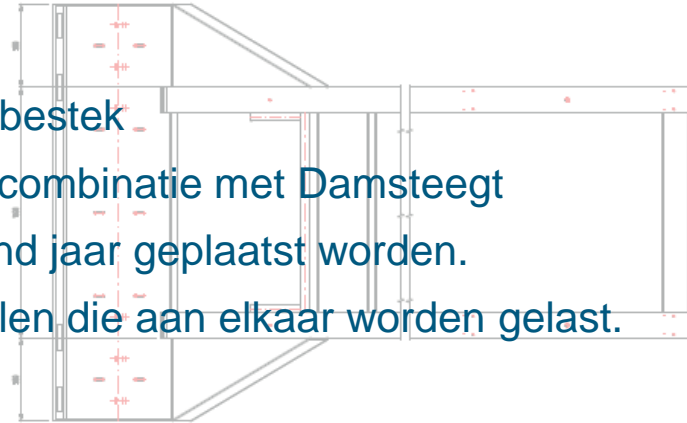 bestek
combinatie met Damsteegt
nd jaar geplaatst worden.
len die aan elkaar worden gelast.